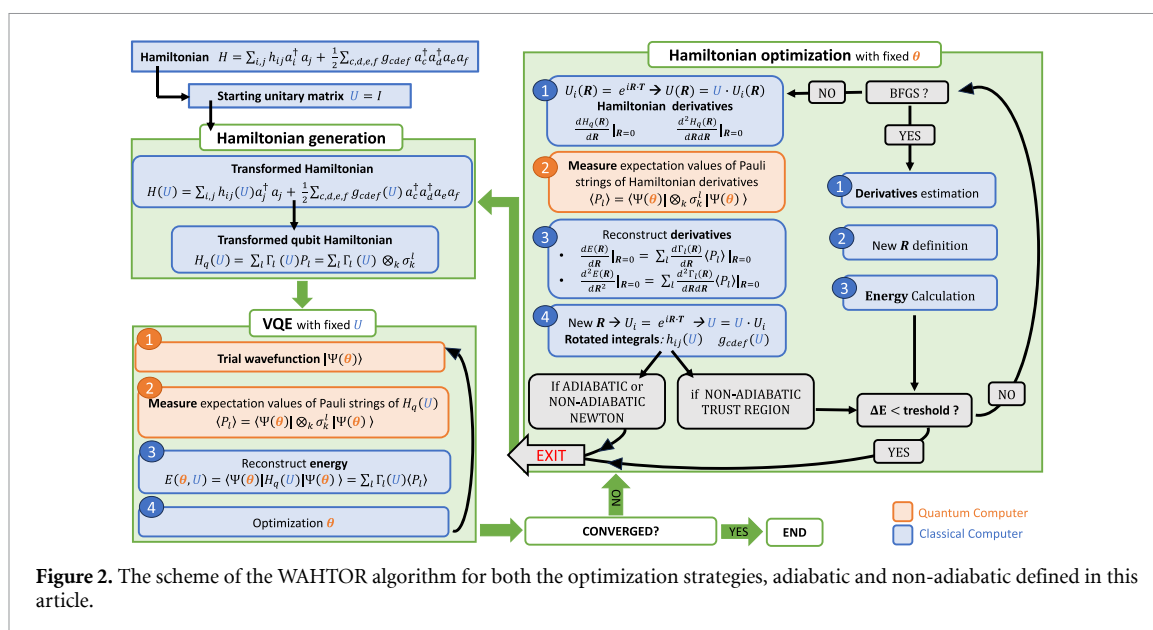 Hamiltonian H = ∑i,j hij ai† aj + 1/2 ∑c,d,e,f gcdef ac† ad† ae af
Starting unitary matrix U = I
Hamiltonian generation
Transformed Hamiltonian
H(U) = ∑i,j hij(U) aj† aj + 1/2 ∑c,d,e,f gcdef(U) ac† ad† ae af
Transformed qubit Hamiltonian
Hq(U) = ∑l Γl (U)Pl = ∑l Γl (U) ⊗k σk^l
VQE with fixed U
1
Trial wavefunction |Ψ(θ)⟩
2
Measure expectation values of Pauli strings of Hq(U)
⟨Pl⟩ = ⟨Ψ(θ)| ⊗k σk^l |Ψ(θ) ⟩
3
Reconstruct energy
E(θ, U) = ⟨Ψ(θ)|Hq(U)|Ψ(θ) ⟩ = ∑l Γl(U)⟨Pl⟩
4
Optimization θ
Hamiltonian optimization with fixed θ
1
Ui(R) = e^iR·T → U(R) = U · Ui(R)
Hamiltonian derivatives
dHq(R)/dR |R=0 d²Hq(R)/dRdR |R=0
2
Measure expectation values of Pauli
strings of Hamiltonian derivatives
⟨Pl⟩ = ⟨Ψ(θ)| ⊗k σk^l |Ψ(θ) ⟩
3
Reconstruct derivatives
• dE(R)/dR |R=0 = ∑l dΓl(R)/dR ⟨Pl⟩|R=0
• d²E(R)/dR² |R=0 = ∑l d²Γl(R)/dRdR ⟨Pl⟩|R=0
4
New R → Ui = e^iR·T → U = U · Ui
Rotated integrals: hij(U) gcdef(U)
If ADIABATIC or
NON-ADIABATIC
NEWTON
if NON-ADIABATIC
TRUST REGION
NO
BFGS ?
YES
1
Derivatives estimation
2
New R definition
3
Energy Calculation
ΔE < treshold ?
NO
YES
EXIT
NO
CONVERGED?
YES
END
Quantum Computer
Classical Computer
Figure 2. The scheme of the WAHTOR algorithm for both the optimization strategies, adiabatic and non-adiabatic defined in this
article.